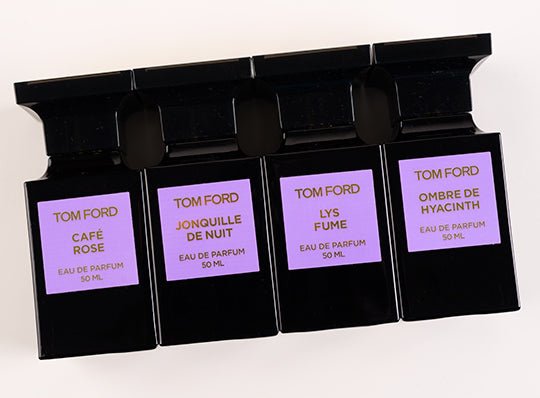 TOM FORD
CAFÉ
ROSE
EAU DE PARFUM
50 ML
TOM FORD
JONQUILLE
DE NUIT
EAU DE PARFUM
50 ML
TOM FORD
LYS
FUME
EAU DE PARFUM
50 ML
TOM FORD
OMBRE DE
HYACINTH
EAU DE PARFUM
50 ML